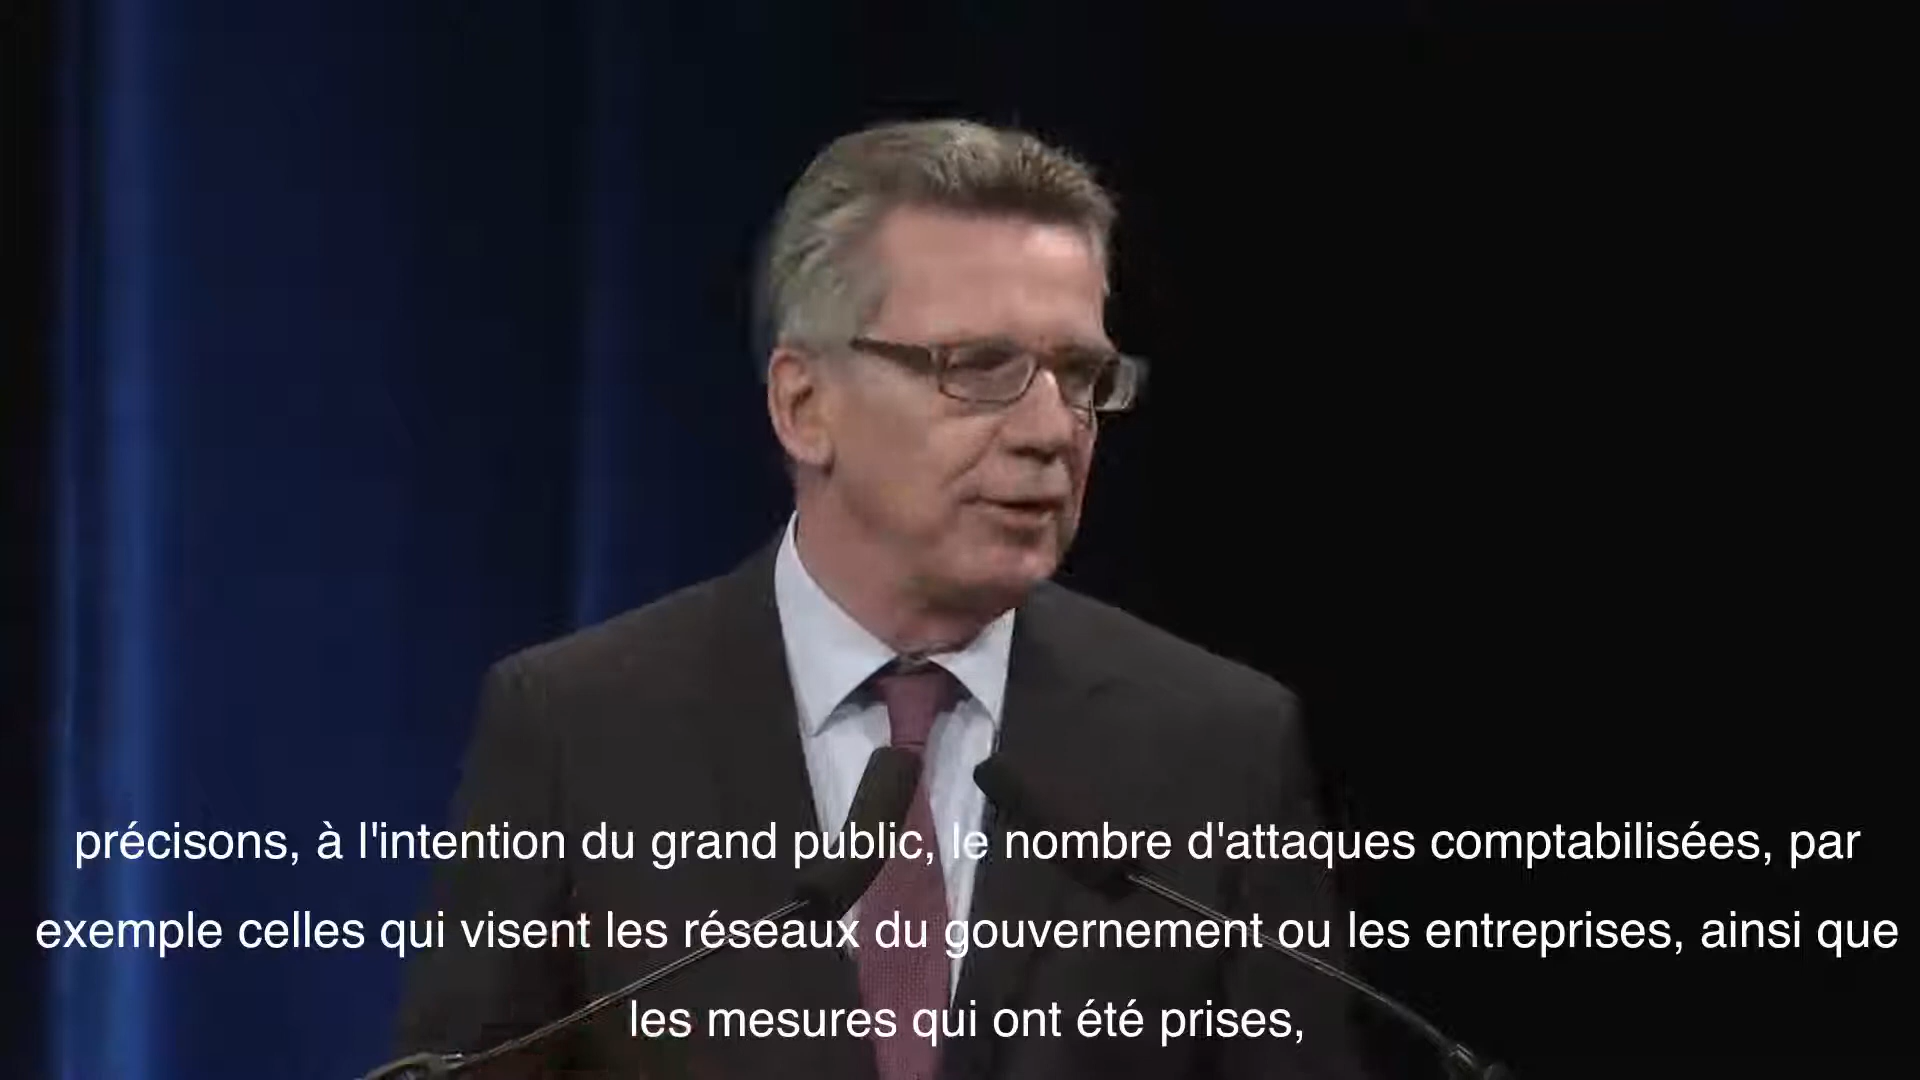 précisons, à l'intention du grand public, le nombre d'attaques comptabilisées, par
exemple celles qui visent les réseaux du gouvernement ou les entreprises, ainsi que
les mesures qui ont été prises,